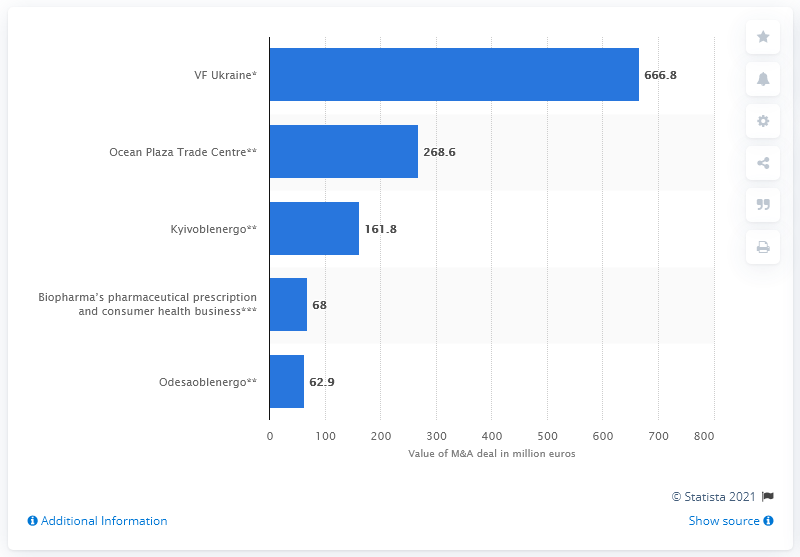 VF Ukraine*
666.8
Ocean Plaza Trade Centre**
268.6
Kyivoblenergo**
161.8
Biopharma's pharmaceutical prescription
and consumer health business***
68
Odesaoblenergo**
62.9
0 100 200 300 400 500 600 700 800
Value of M&A deal in million euros
© Statista 2021
Additional Information
Show source